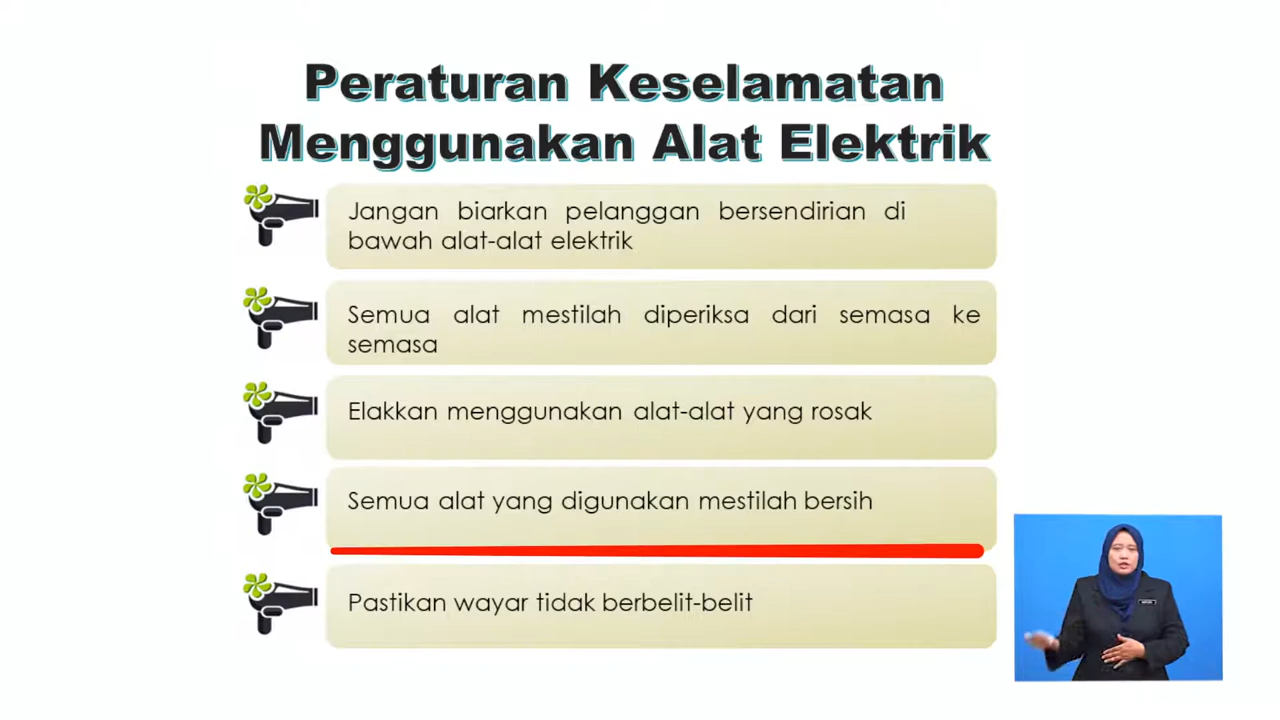 Peraturan Keselamatan
Menggunakan Alat Elektrik
Jangan biarkan pelanggan bersendirian di
bawah alat-alat elektrik
Semua alat mestilah diperiksa dari semasa ke
semasa
Elakkan menggunakan alat-alat yang rosak
Semua alat yang digunakan mestilah bersih
Pastikan wayar tidak berbelit-belit